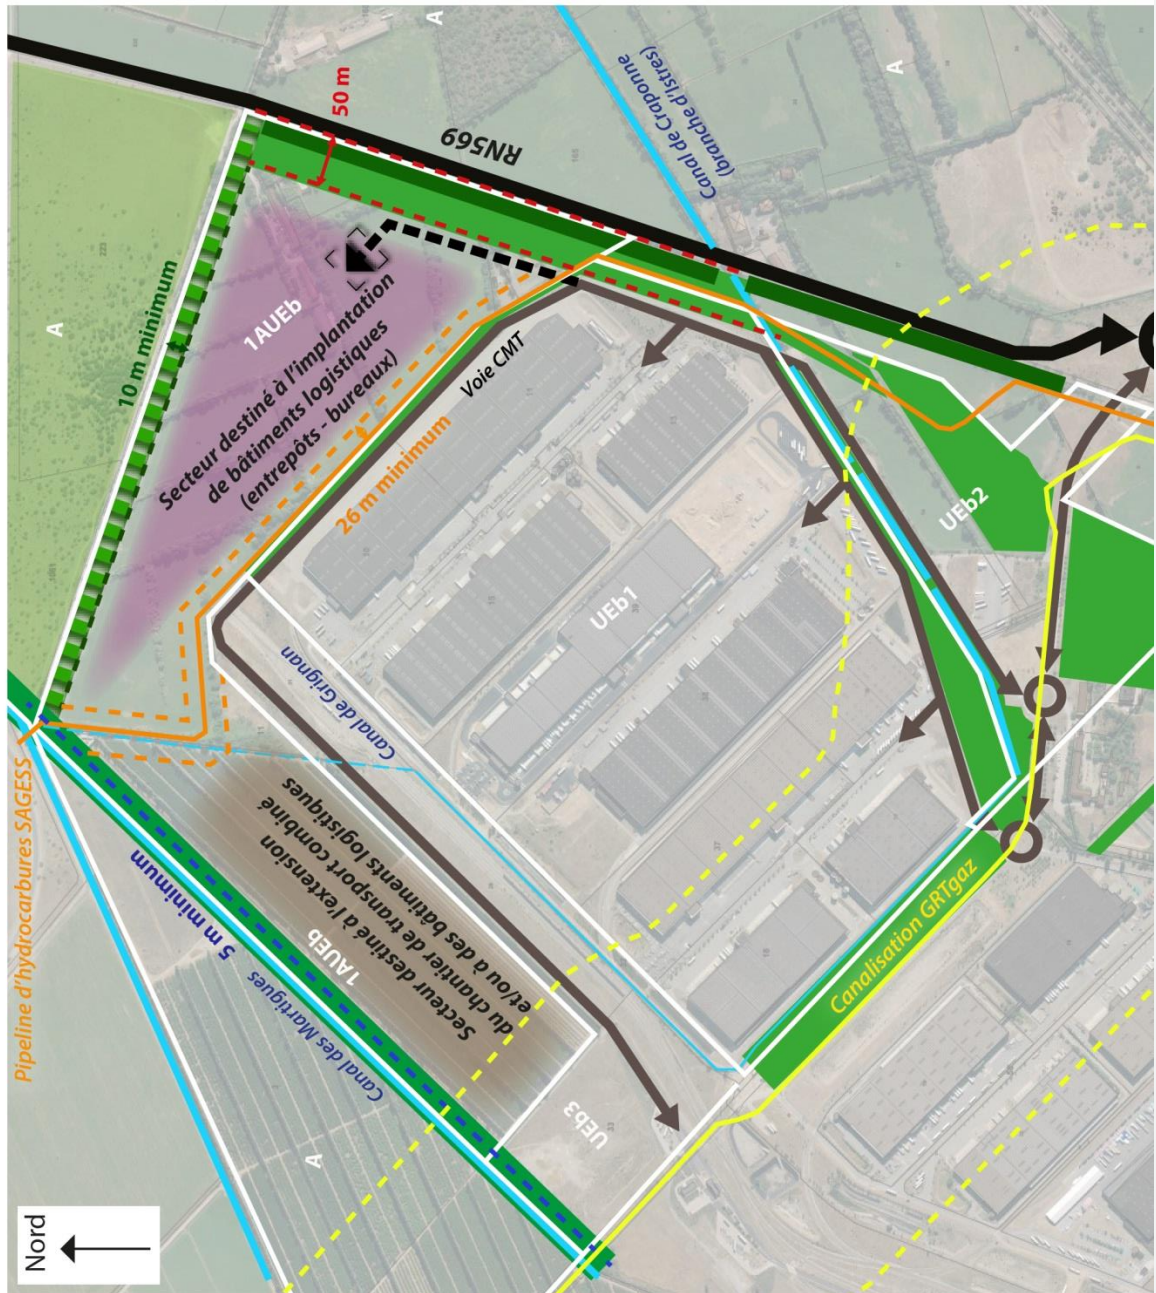 A
A
A
A
50 m
RN569
Canal de Craponne
(branche d'Istres)
10 m minimum
1AUEb
Secteur destiné à l'implantation
de bâtiments logistiques
(entrepôts - bureaux)
Voie CMT
26 m minimum
UEb1
UEb2
Canal de Grignan
Pipeline d'hydrocarbures SAGESS
5 m minimum
1AUEb
Secteur destiné à l'extension
du chantier de transport combiné
et/ou à des bâtiments logistiques
Canal des Martigues
UEb3
Canalisation GRTgaz
Nord